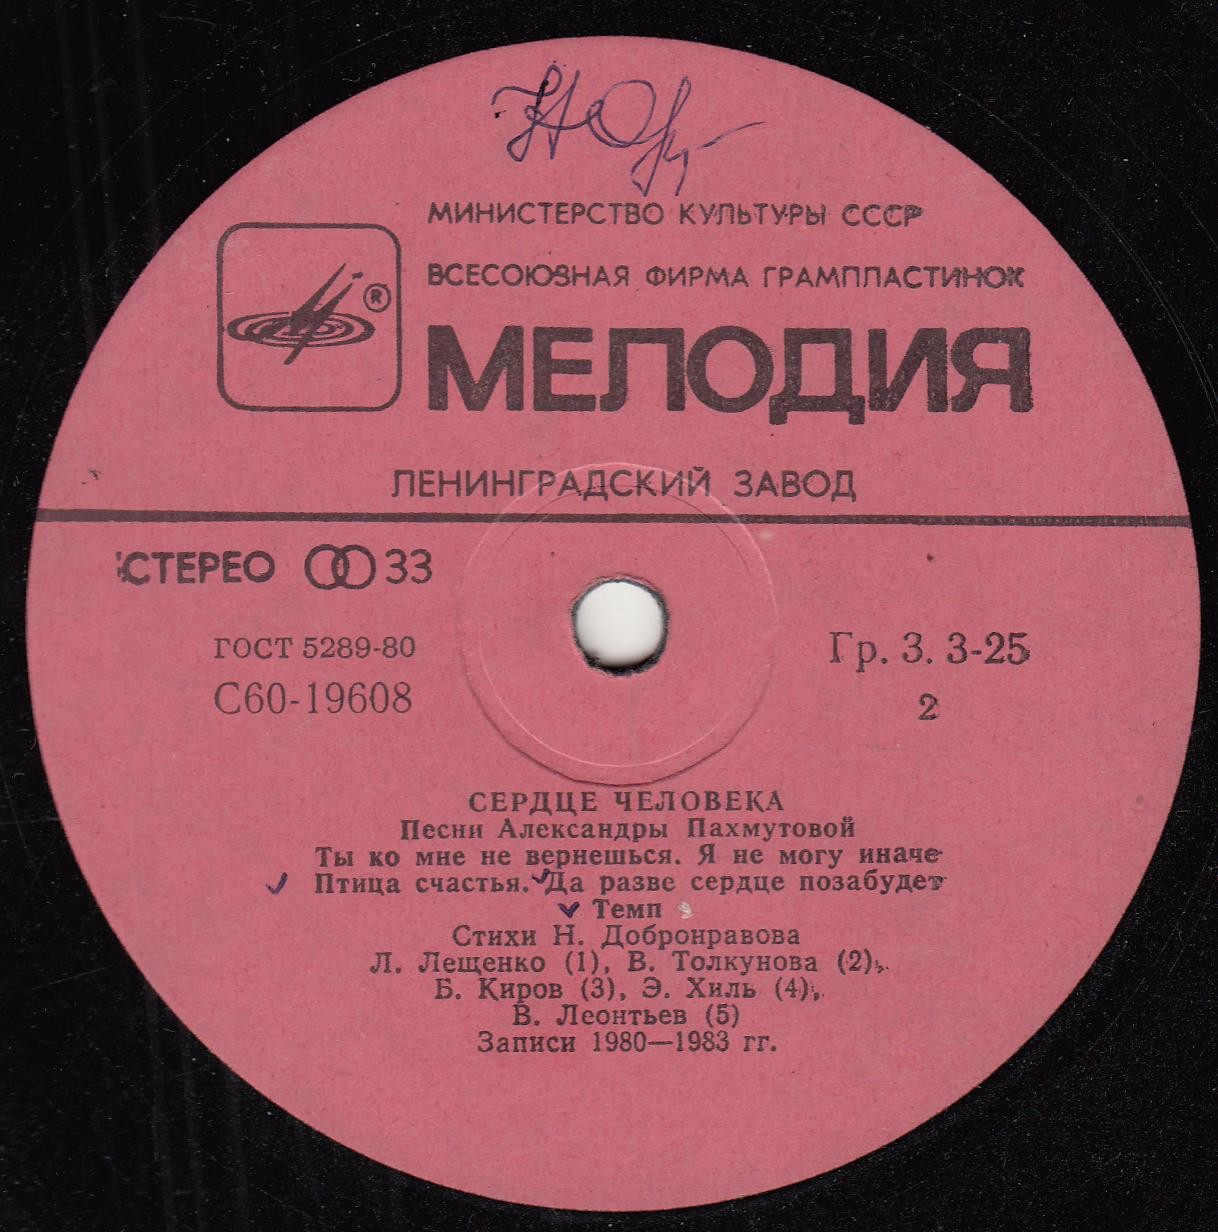 МИНИСТЕРСТВО КУЛЬТУРЫ СССР
ВСЕСОЮЗНАЯ ФИРМА ГРАМПЛАСТИНОК
®
МЕЛОДИЯ
ЛЕНИНГРАДСКИЙ ЗАВОД
СТЕРЕО 33
ГОСТ 5289-80
Гр. 3. 3-25
С60-19608
2
СЕРДЦЕ ЧЕЛОВЕКА
Песни Александры Пахмутовой
Ты ко мне не вернешься. Я не могу иначе
Птица счастья. Да разве сердце позабудет
Темп
Стихи Н. Добронравова
Л. Лещенко (1), В. Толкунова (2),
Б. Киров (3), Э. Хиль (4),
В. Леонтьев (5)
Записи 1980—1983 гг.